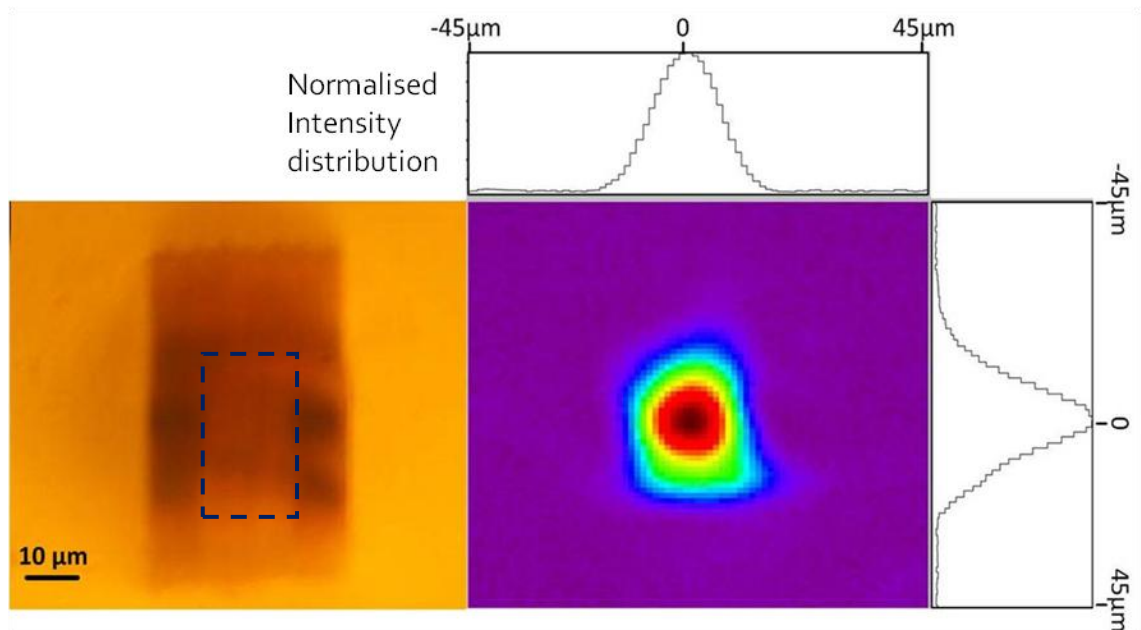 -45µm 0 45µm
Normalised
Intensity
distribution
-45µm
0
45µm
10 µm